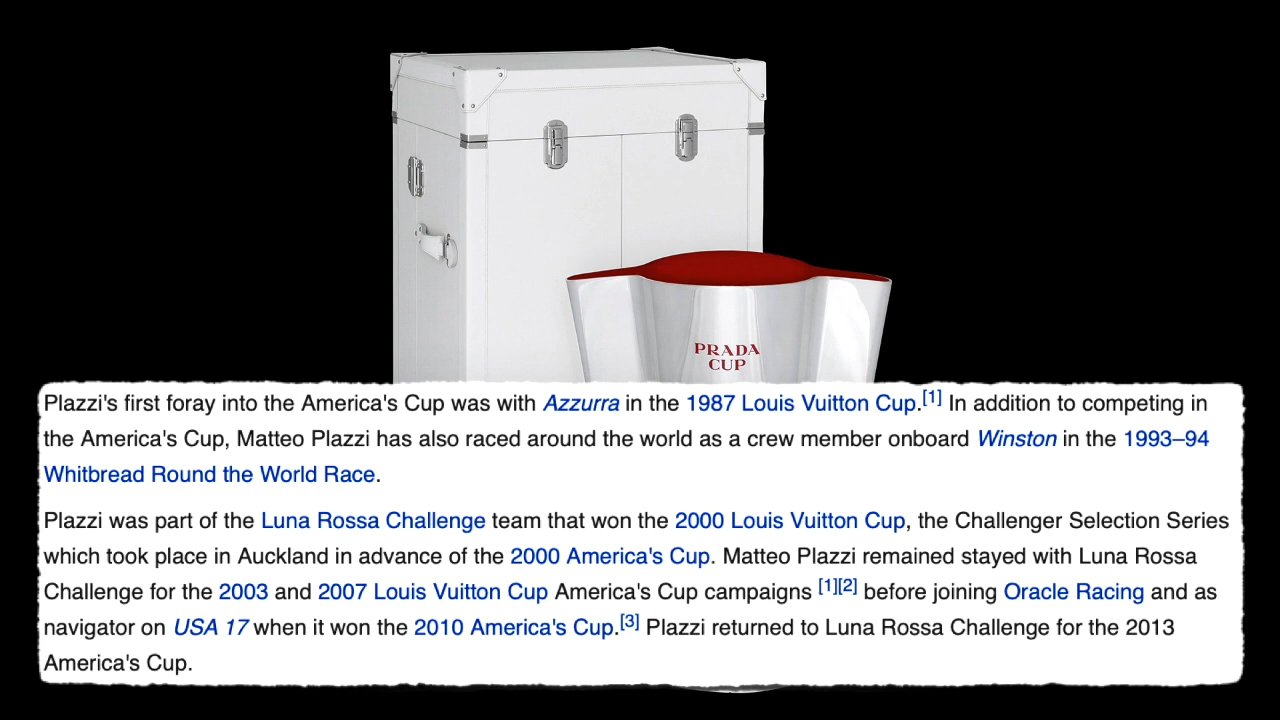 PRADA
CUP
Plazzi's first foray into the America's Cup was with Azzurra in the 1987 Louis Vuitton Cup.[1] In addition to competing in
the America's Cup, Matteo Plazzi has also raced around the world as a crew member onboard Winston in the 1993–94
Whitbread Round the World Race.
Plazzi was part of the Luna Rossa Challenge team that won the 2000 Louis Vuitton Cup, the Challenger Selection Series
which took place in Auckland in advance of the 2000 America's Cup. Matteo Plazzi remained stayed with Luna Rossa
Challenge for the 2003 and 2007 Louis Vuitton Cup America's Cup campaigns [1][2] before joining Oracle Racing and as
navigator on USA 17 when it won the 2010 America's Cup.[3] Plazzi returned to Luna Rossa Challenge for the 2013
America's Cup.